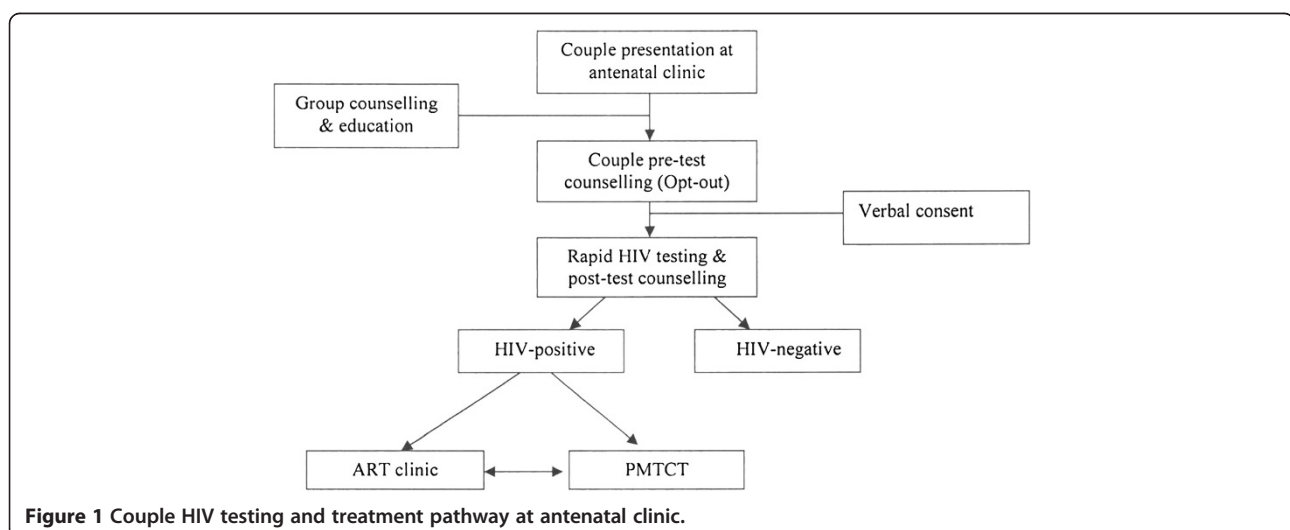 Couple presentation at
antenatal clinic
Group counselling
& education
Couple pre-test
counselling (Opt-out)
Verbal consent
Rapid HIV testing &
post-test counselling
HIV-positive
HIV-negative
ART clinic
PMTCT
Figure 1 Couple HIV testing and treatment pathway at antenatal clinic.